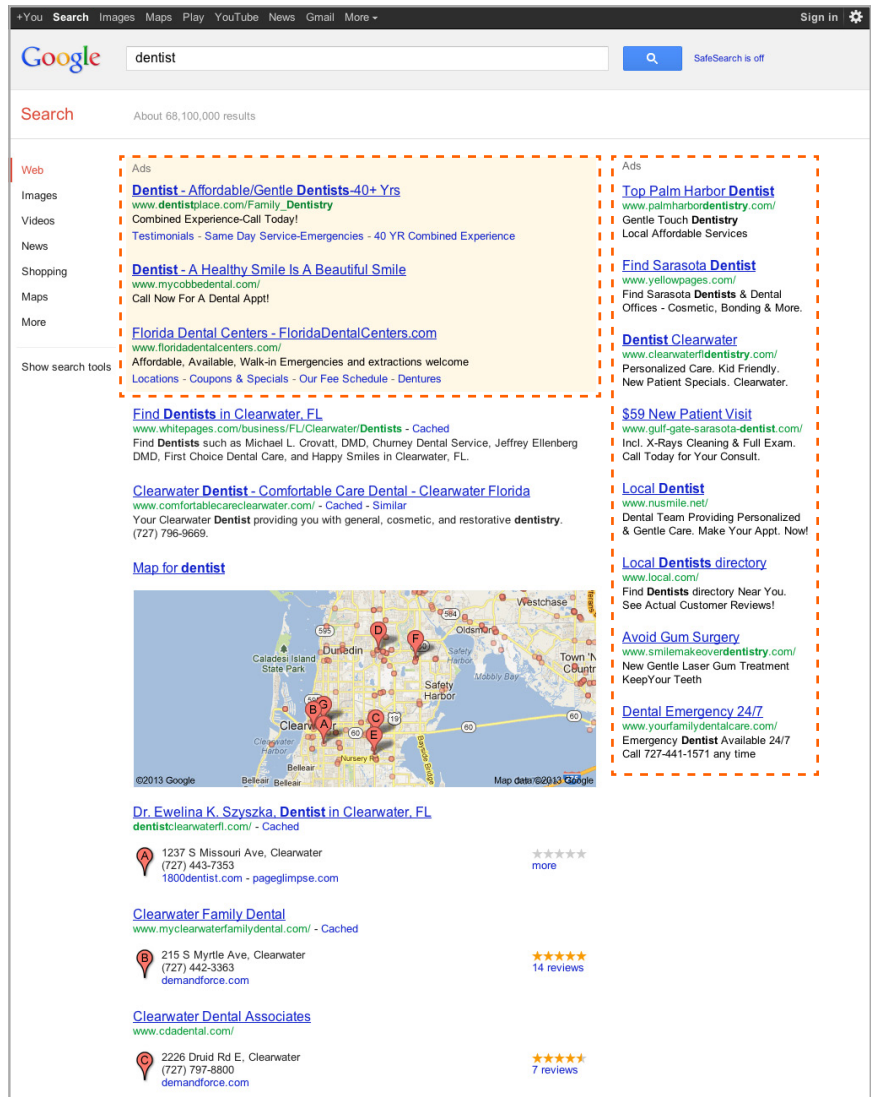 +You Search Images Maps Play YouTube News Gmail More
Sign in
Google
dentist
SafeSearch is off
Search
About 68,100,000 results
Web
Images
Videos
News
Shopping
Maps
More
Show search tools
Ads
Dentist - Affordable/Gentle Dentists-40+ Yrs
www.dentistplace.com/Family_Dentistry
Combined Experience-Call Today!
Testimonials - Same Day Service-Emergencies - 40 YR Combined Experience
Dentist - A Healthy Smile Is A Beautiful Smile
www.mycobbedental.com/
Call Now For A Dental Appt!
Florida Dental Centers - FloridaDentalCenters.com
www.floridadentalcenters.com/
Affordable, Available, Walk-in Emergencies and extractions welcome
Locations - Coupons & Specials - Our Fee Schedule - Dentures
Find Dentists in Clearwater, FL
www.whitepages.com/business/FL/Clearwater/Dentists - Cached
Find Dentists such as Michael L. Crovatt, DMD, Churney Dental Service, Jeffrey Ellenberg
DMD, First Choice Dental Care, and Happy Smiles in Clearwater, FL.
Clearwater Dentist - Comfortable Care Dental - Clearwater Florida
www.comfortablecareclearwater.com/ - Cached - Similar
Your Clearwater Dentist providing you with general, cosmetic, and restorative dentistry.
(727) 796-9669.
Map for dentist
Westchase
584
595
Oldsmar
D
F
Caladesi Island
State Park
Dunedin
Safety
Harbor
Mobbly Bay
Town 'N
Countr
Safety
Harbor
B
G
A
C
E
19
60
60
Clearwater
Clearwater
Harbor
Belleair
Nursery
Bayside Bridge
Belleair
Belleair
©2013 Google
Map data ©2013 Google
Dr. Ewelina K. Szyszka, Dentist in Clearwater, FL
dentistclearwaterfl.com/ - Cached
A
1237 S Missouri Ave, Clearwater
(727) 443-7353
more
1800dentist.com - pageglimpse.com
Clearwater Family Dental
www.myclearwaterfamilydental.com/ - Cached
B
215 S Myrtle Ave, Clearwater
(727) 442-3363
14 reviews
demandforce.com
Clearwater Dental Associates
www.cdadental.com/
C
2226 Druid Rd E, Clearwater
(727) 797-8800
7 reviews
demandforce.com
Ads
Top Palm Harbor Dentist
www.palmharbordentistry.com/
Gentle Touch Dentistry
Local Affordable Services
Find Sarasota Dentist
www.yellowpages.com/
Find Sarasota Dentists & Dental
Offices - Cosmetic, Bonding & More.
Dentist Clearwater
www.clearwaterfldentistry.com/
Personalized Care. Kid Friendly.
New Patient Specials. Clearwater.
$59 New Patient Visit
www.gulf-gate-sarasota-dentist.com/
Incl. X-Rays Cleaning & Full Exam.
Call Today for Your Consult.
Local Dentist
www.nusmile.net/
Dental Team Providing Personalized
& Gentle Care. Make Your Appt. Now!
Local Dentists directory
www.local.com/
Find Dentists directory Near You.
See Actual Customer Reviews!
Avoid Gum Surgery
www.smilemakeoverdentistry.com/
New Gentle Laser Gum Treatment
KeepYour Teeth
Dental Emergency 24/7
www.yourfamilydentalcare.com/
Emergency Dentist Available 24/7
Call 727-441-1571 any time